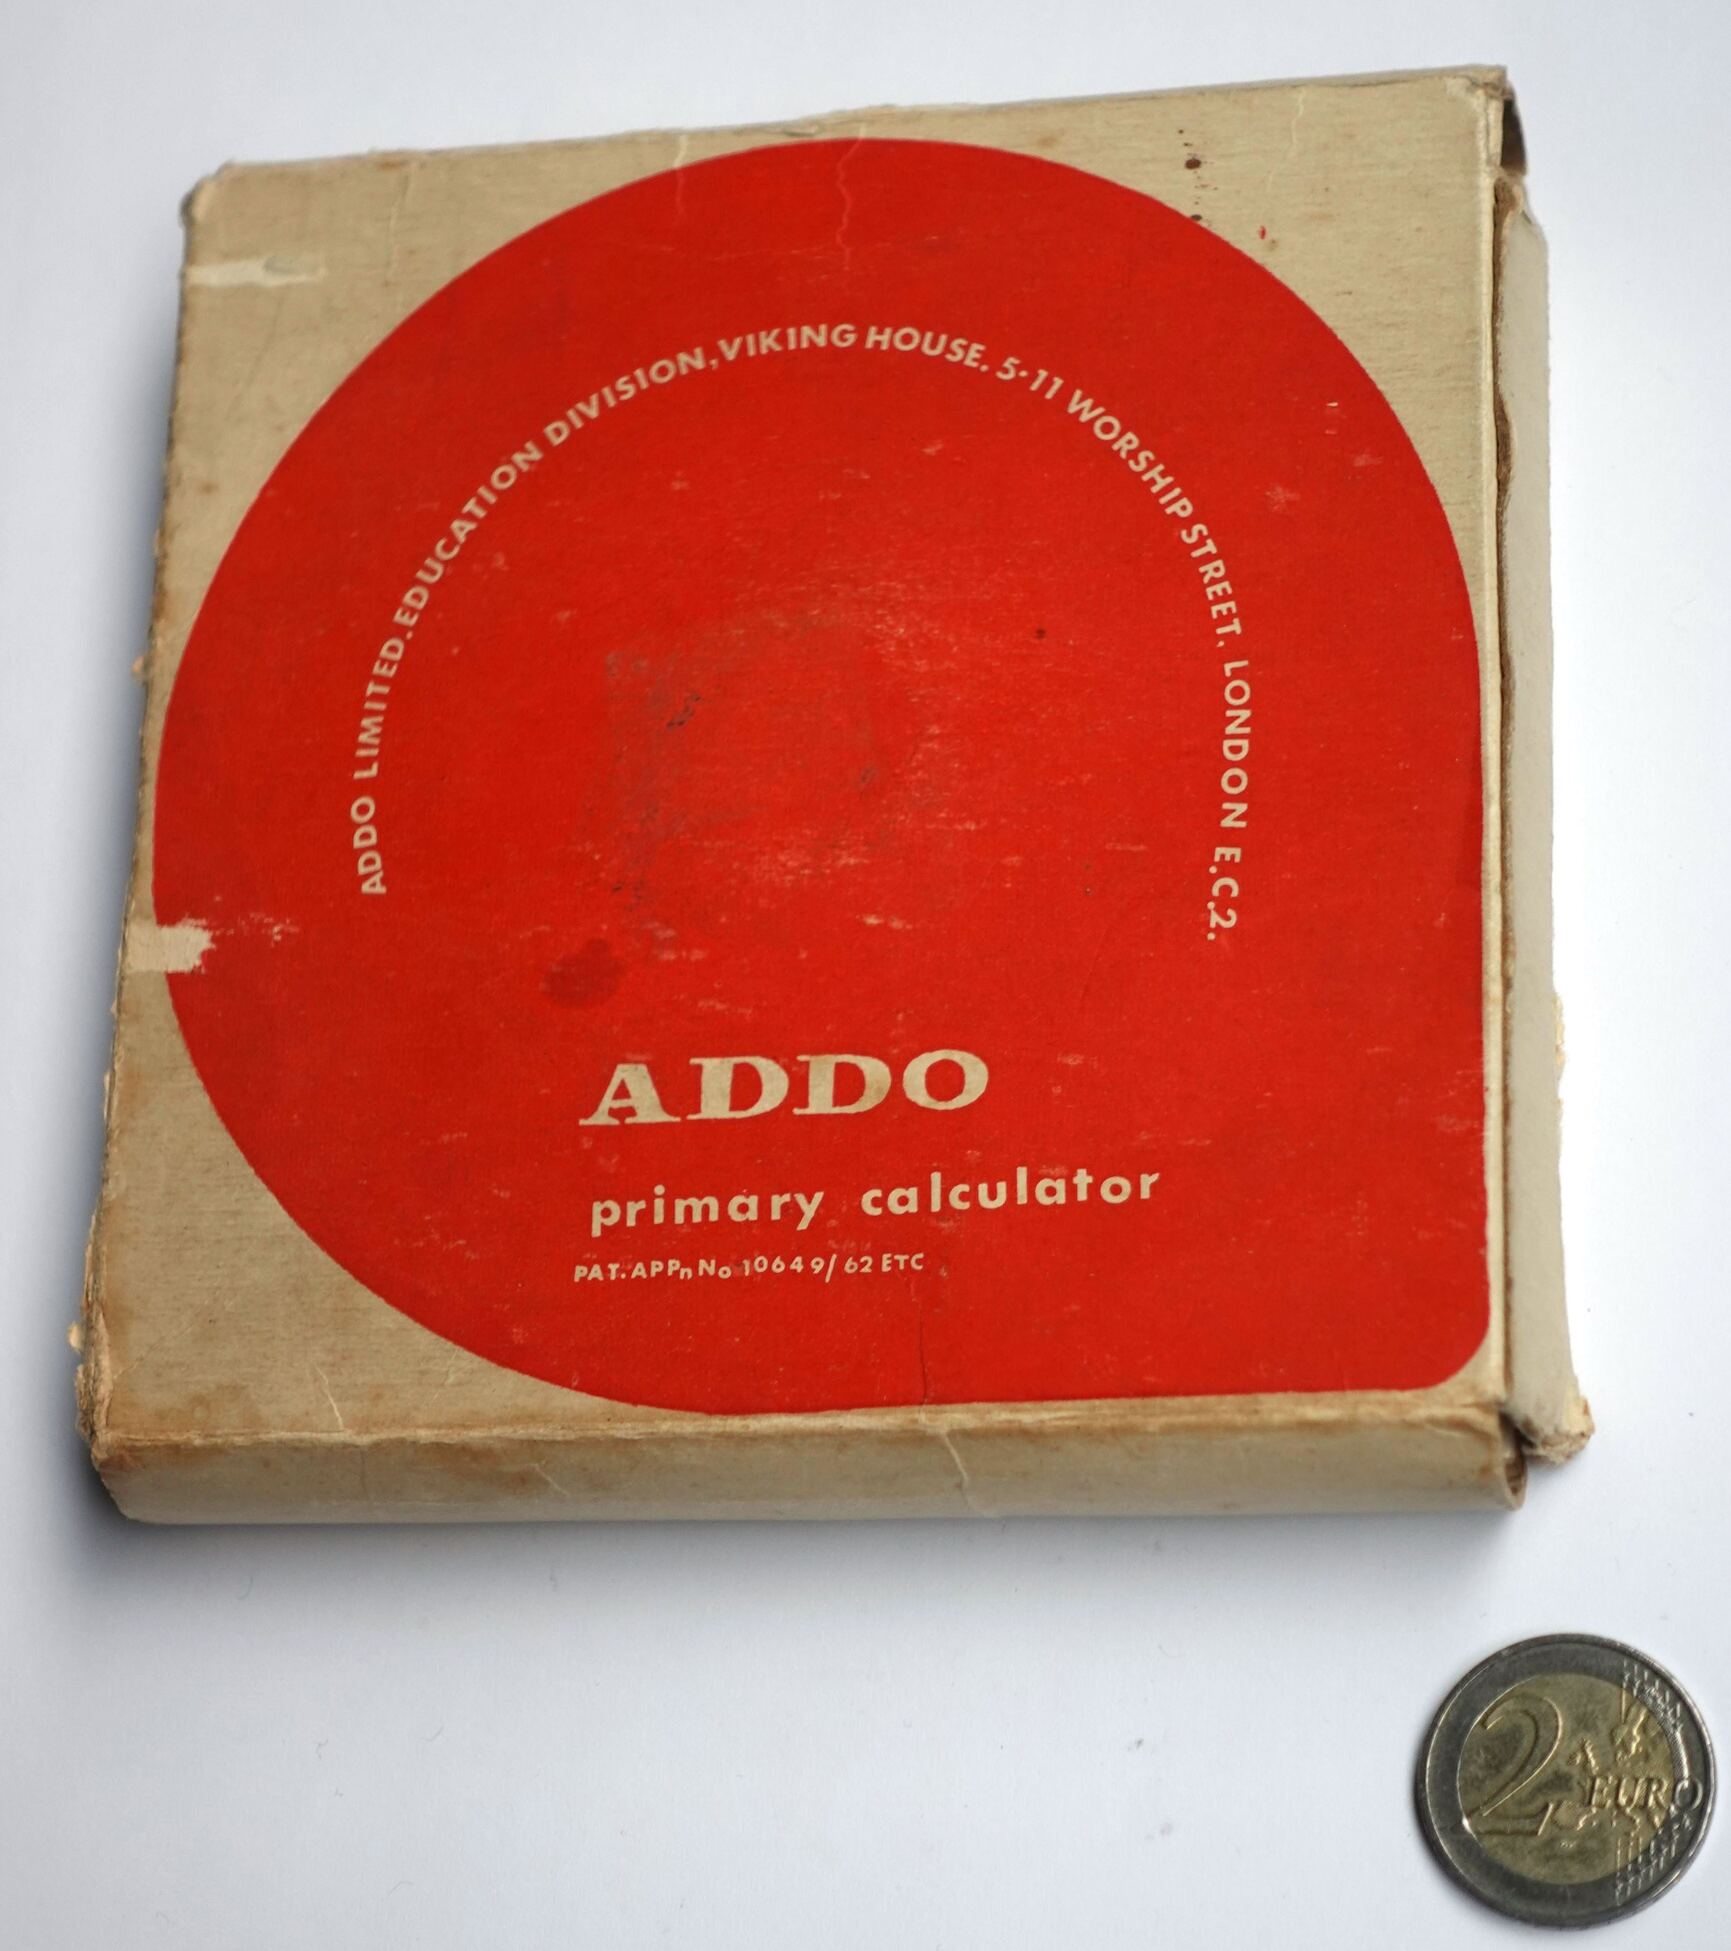 ADDO LIMITED. EDUCATION DIVISION, VIKING HOUSE. 5·11 WORSHIP STREET, LONDON E.C.2.
ADDO
primary calculator
PAT. APPn No 10649/62 ETC
2 EURO